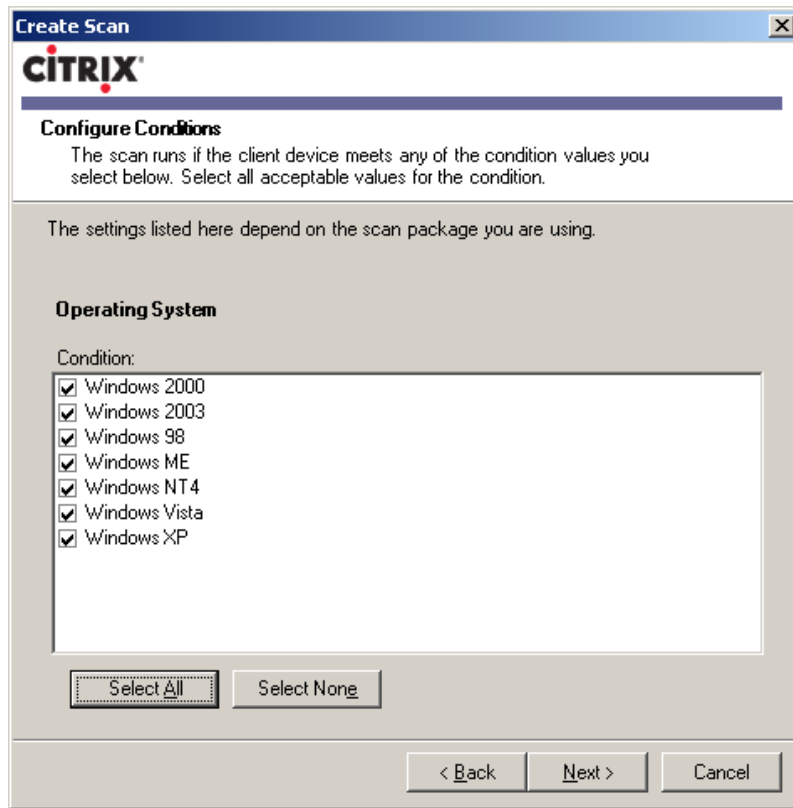 Create Scan
CİTRIX
Configure Conditions
The scan runs if the client device meets any of the condition values you
select below. Select all acceptable values for the condition.
The settings listed here depend on the scan package you are using.
Operating System
Condition:
Windows 2000
Windows 2003
Windows 98
Windows ME
Windows NT4
Windows Vista
Windows XP
Select All
Select None
< Back
Next >
Cancel